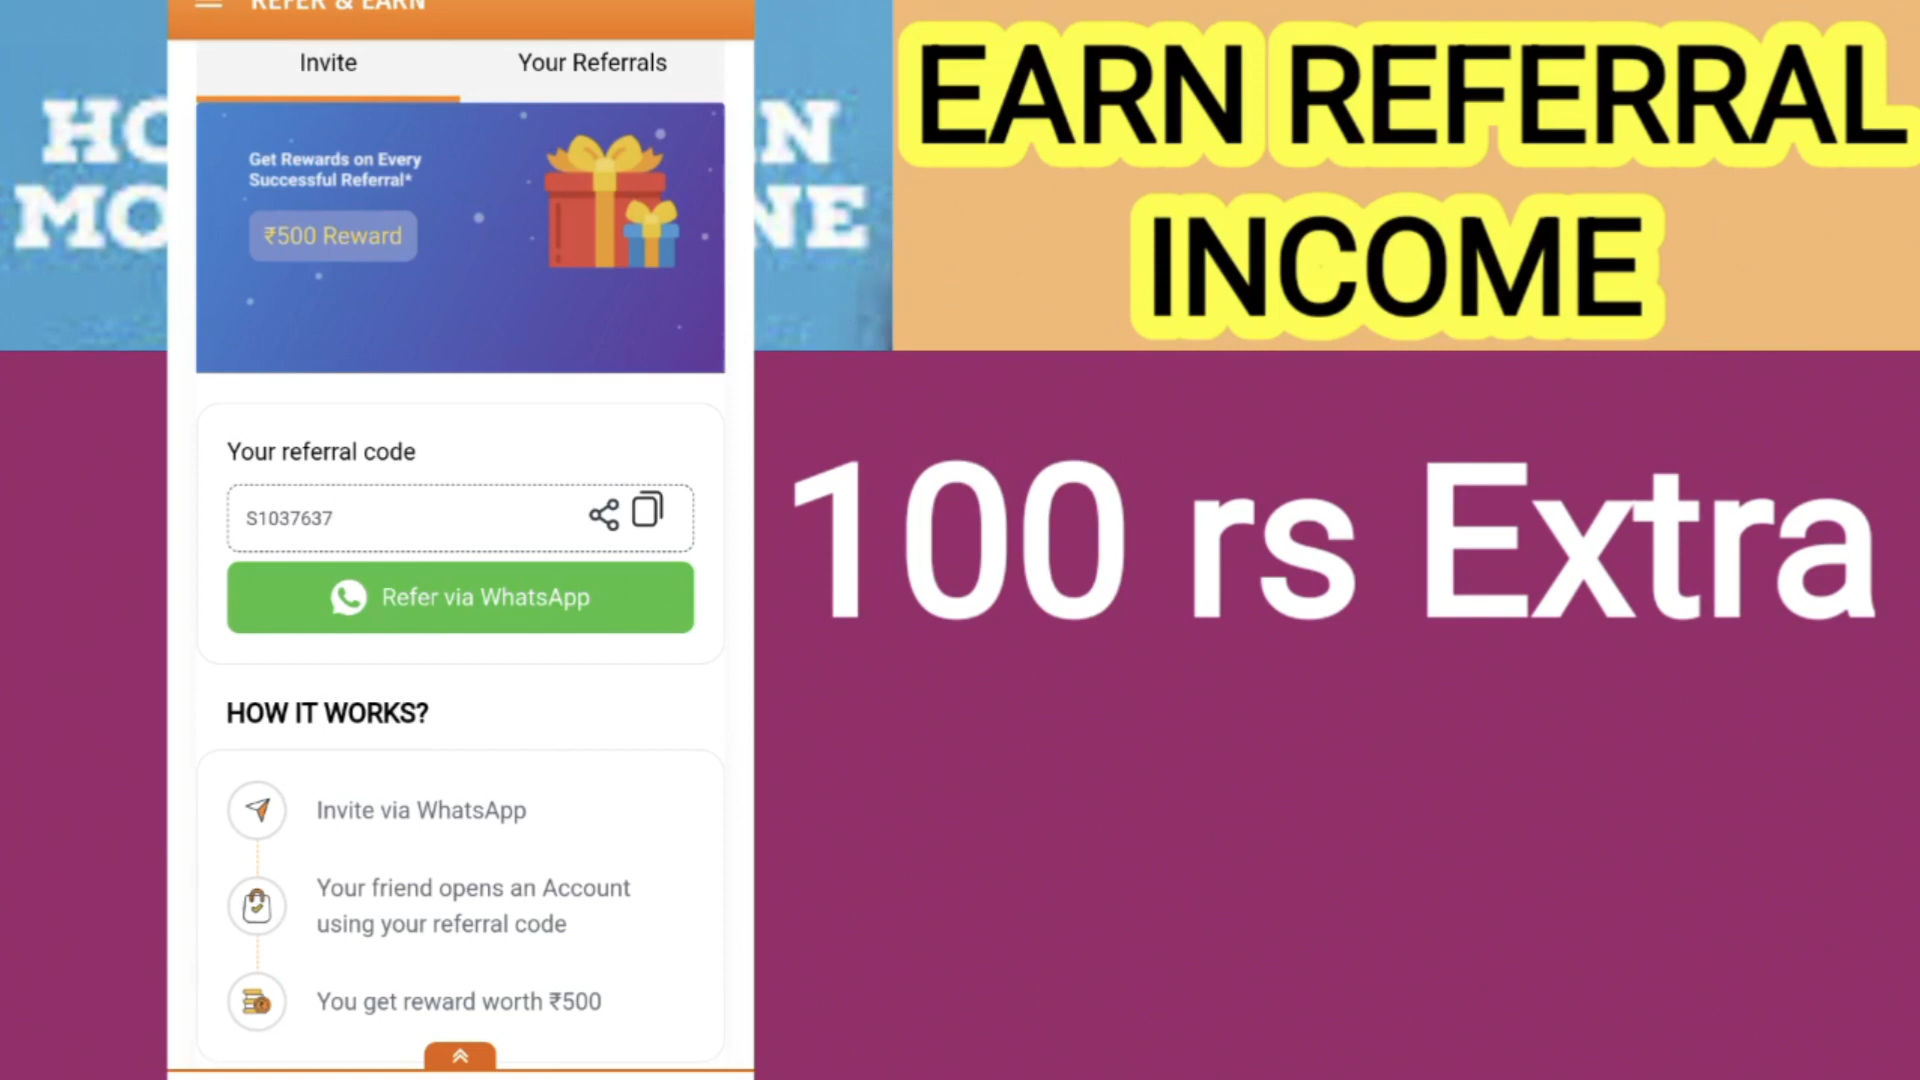 REFER & EARN
Invite
Your Referrals
Get Rewards on Every
Successful Referral*
₹500 Reward
Your referral code
S1037637
Refer via WhatsApp
HOW IT WORKS?
Invite via WhatsApp
Your friend opens an Account
using your referral code
You get reward worth ₹500
EARN REFERRAL
INCOME
100 rs Extra